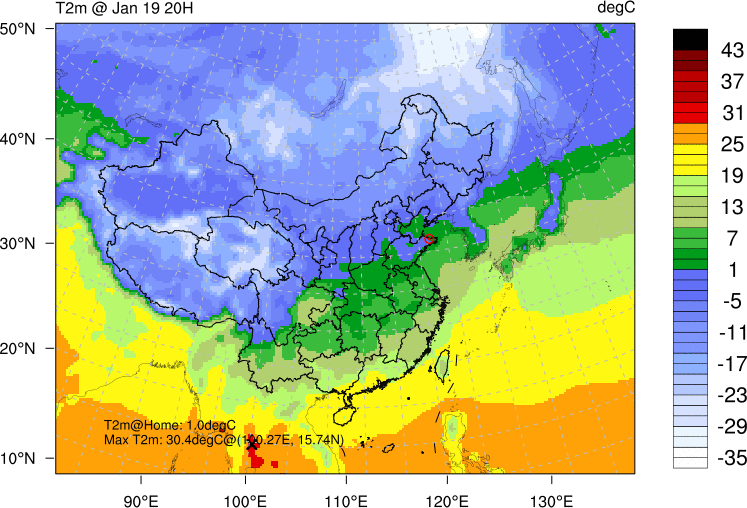 T2m @ Jan 19 20H
degC
50°N
40°N
30°N
20°N
10°N
90°E
100°E
110°E
120°E
130°E
T2m@Home: 1.0degC
Max T2m: 30.4degC@(100.27E, 15.74N)
43
37
31
25
19
13
7
1
-5
-11
-17
-23
-29
-35